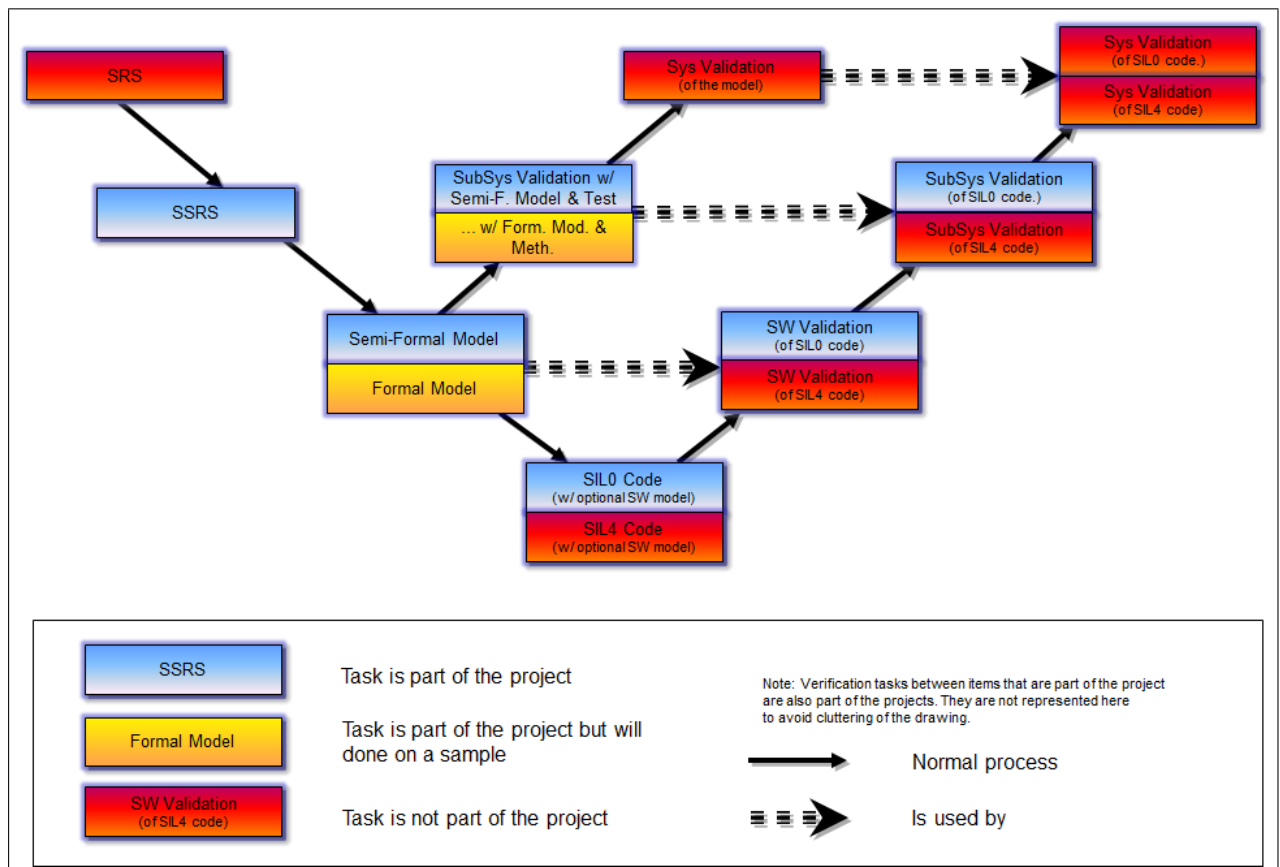 SRS
Sys Validation
(of the model)
Sys Validation
(of SIL0 code.)
Sys Validation
(of SIL4 code)
SSRS
SubSys Validation w/
Semi-F. Model & Test
... w/ Form. Mod. &
Meth.
SubSys Validation
(of SIL0 code.)
SubSys Validation
(of SIL4 code)
Semi-Formal Model
Formal Model
SW Validation
(of SIL0 code)
SW Validation
(of SIL4 code)
SIL0 Code
(w/ optional SW model)
SIL4 Code
(w/ optional SW model)
SSRS
Task is part of the project
Formal Model
Task is part of the project but will
done on a sample
SW Validation
(of SIL4 code)
Task is not part of the project
Note: Verification tasks between items that are part of the project
are also part of the projects. They are not represented here
to avoid cluttering of the drawing.
Normal process
Is used by